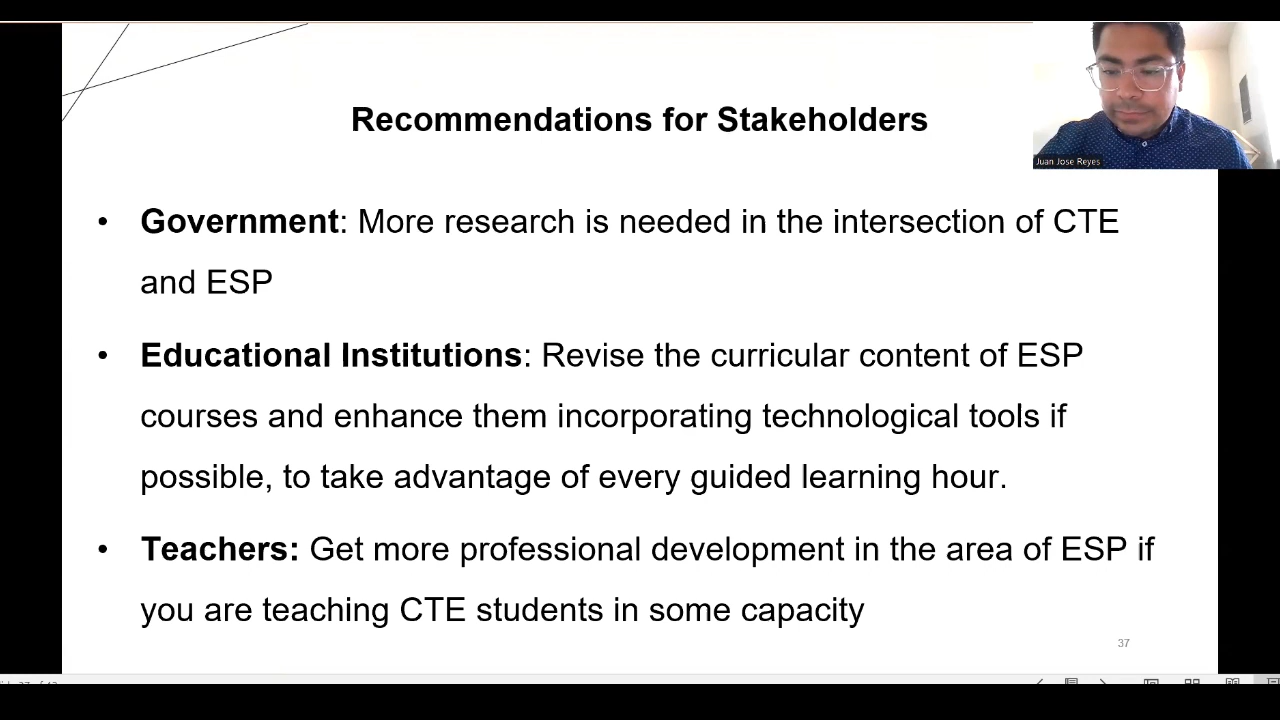 Recommendations for Stakeholders
Juan Jose Reyes
• Government: More research is needed in the intersection of CTE
and ESP
• Educational Institutions: Revise the curricular content of ESP
courses and enhance them incorporating technological tools if
possible, to take advantage of every guided learning hour.
• Teachers: Get more professional development in the area of ESP if
you are teaching CTE students in some capacity
37